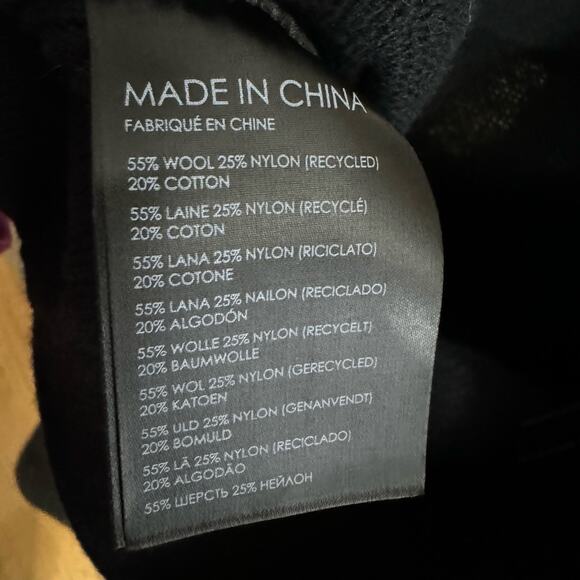 MADE IN CHINA
FABRIQUÉ EN CHINE
55% WOOL 25% NYLON (RECYCLED)
20% COTTON
55% LAINE 25% NYLON (RECYCLÉ)
20% COTON
55% LANA 25% NYLON (RICICLATO)
20% COTONE
55% LANA 25% NAILON (RECICLADO)
20% ALGODÓN
55% WOLLE 25% NYLON (RECYCELT)
20% BAUMWOLLE
55% WOL 25% NYLON (GERECYCLED)
20% KATOEN
55% ULD 25% NYLON (GENANVENDT)
20% BOMULD
55% LÃ 25% NYLON (RECICLADO)
20% ALGODÃO
55% ШЕРСТЬ 25% НЕЙЛОН